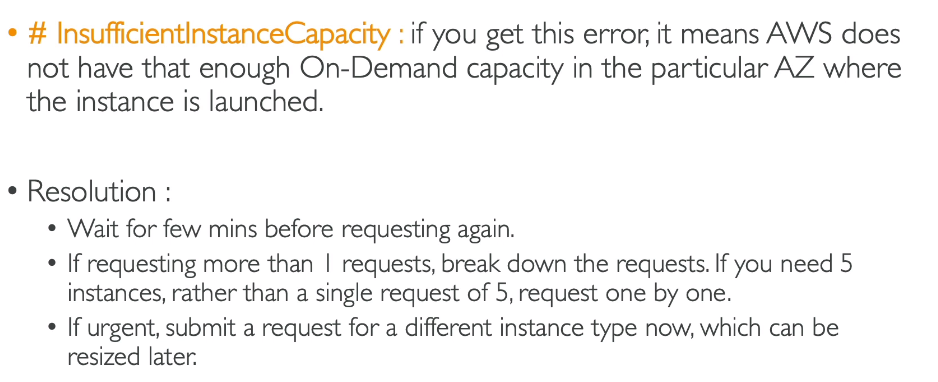 • # InsufficientInstanceCapacity : if you get this error, it means AWS does
not have that enough On-Demand capacity in the particular AZ where
the instance is launched.
• Resolution :
• Wait for few mins before requesting again.
• If requesting more than 1 requests, break down the requests. If you need 5
instances, rather than a single request of 5, request one by one.
• If urgent, submit a request for a different instance type now, which can be
resized later.